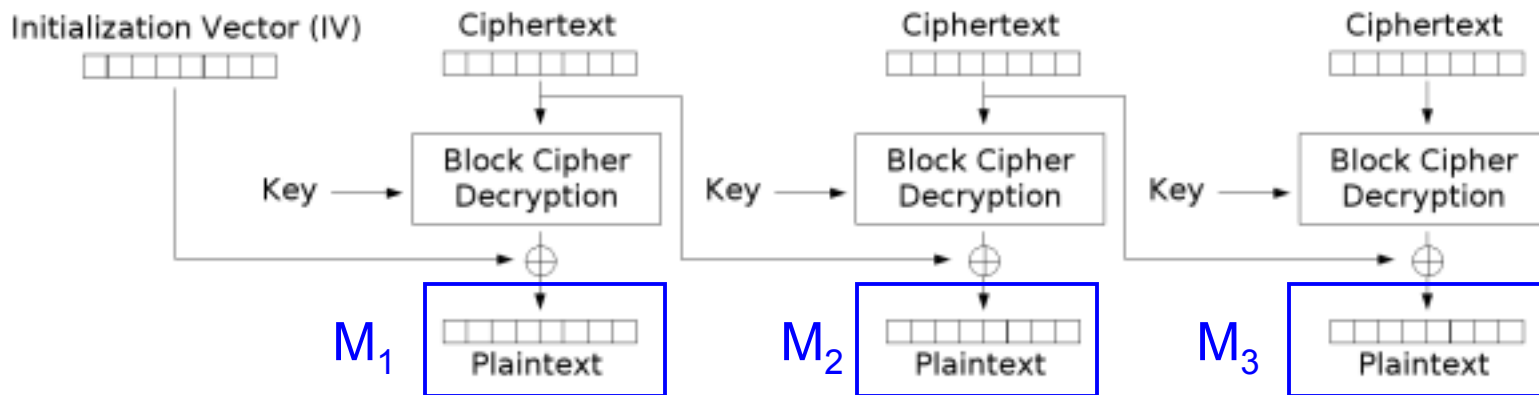 Initialization Vector (IV)
Ciphertext
Ciphertext
Ciphertext
Key
Block Cipher
Decryption
Key
Block Cipher
Decryption
Key
Block Cipher
Decryption
M₁
Plaintext
M₂
Plaintext
M₃
Plaintext